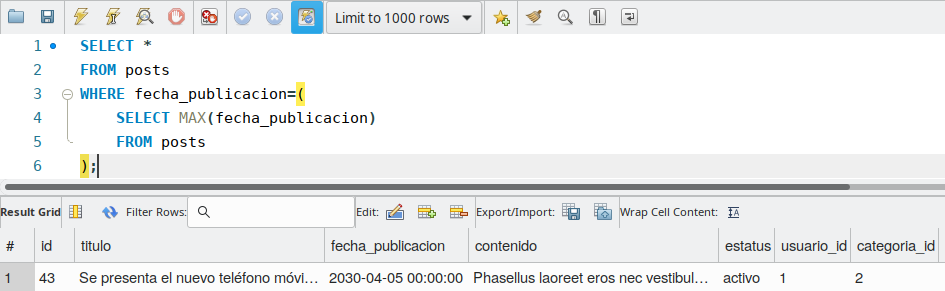 Limit to 1000 rows
1 SELECT *
2 FROM posts
3 WHERE fecha_publicacion=(
4 SELECT MAX(fecha_publicacion)
5 FROM posts
6 );
Result Grid Filter Rows: Edit: Export/Import: Wrap Cell Content: IA
# id titulo fecha_publicacion contenido estatus usuario_id categoria_id
1 43 Se presenta el nuevo teléfono móvi... 2030-04-05 00:00:00 Phasellus laoreet eros nec vestibul... activo 1 2